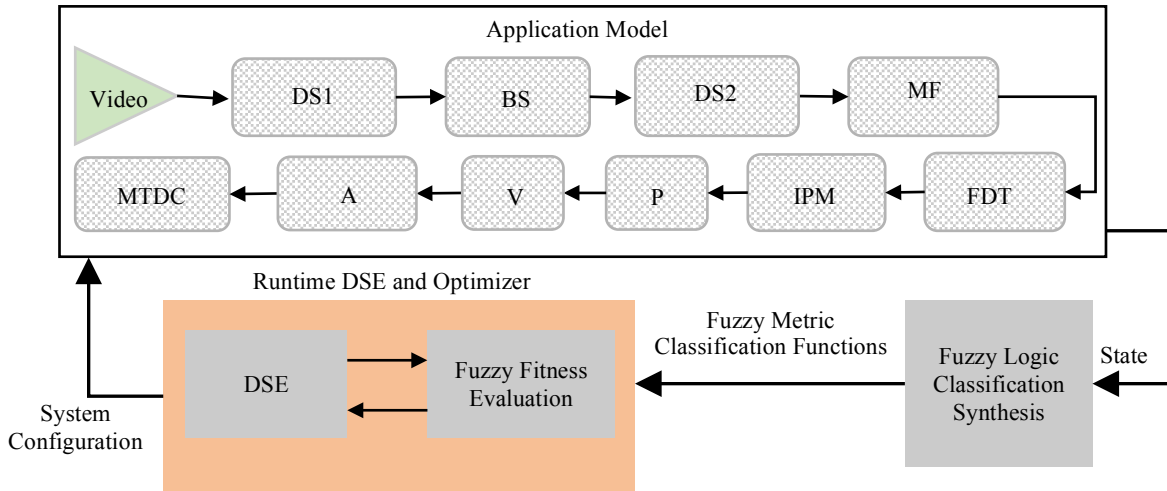 Application Model
Video
DS1
BS
DS2
MF
MTDC
A
V
P
IPM
FDT
Runtime DSE and Optimizer
DSE
Fuzzy Fitness
Evaluation
Fuzzy Metric
Classification Functions
Fuzzy Logic
Classification
Synthesis
State
System
Configuration